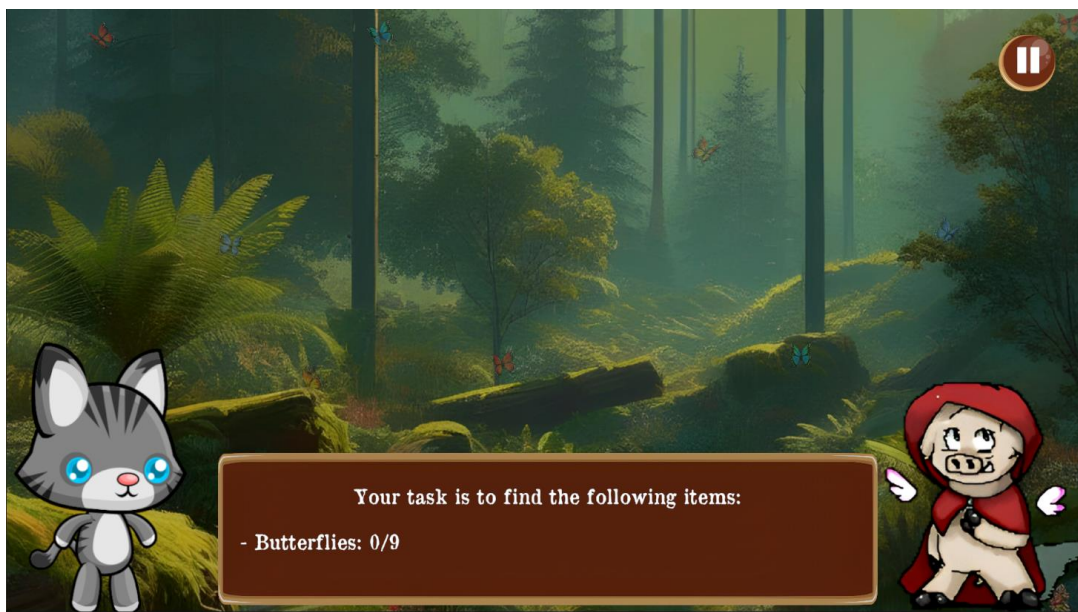 Your task is to find the following items:
- Butterflies: 0/9